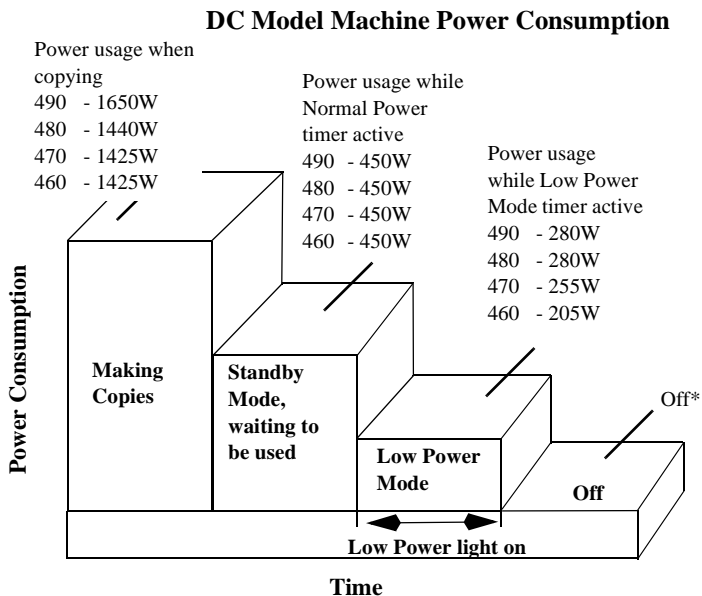 DC Model Machine Power Consumption
Power usage when
copying
490 - 1650W
480 - 1440W
470 - 1425W
460 - 1425W
Power usage while
Normal Power
timer active
490 - 450W
480 - 450W
470 - 450W
460 - 450W
Power usage
while Low Power
Mode timer active
490 - 280W
480 - 280W
470 - 255W
460 - 205W
Off*
Power Consumption
Making
Copies
Standby
Mode,
waiting to
be used
Low Power
Mode
Off
Low Power light on
Time